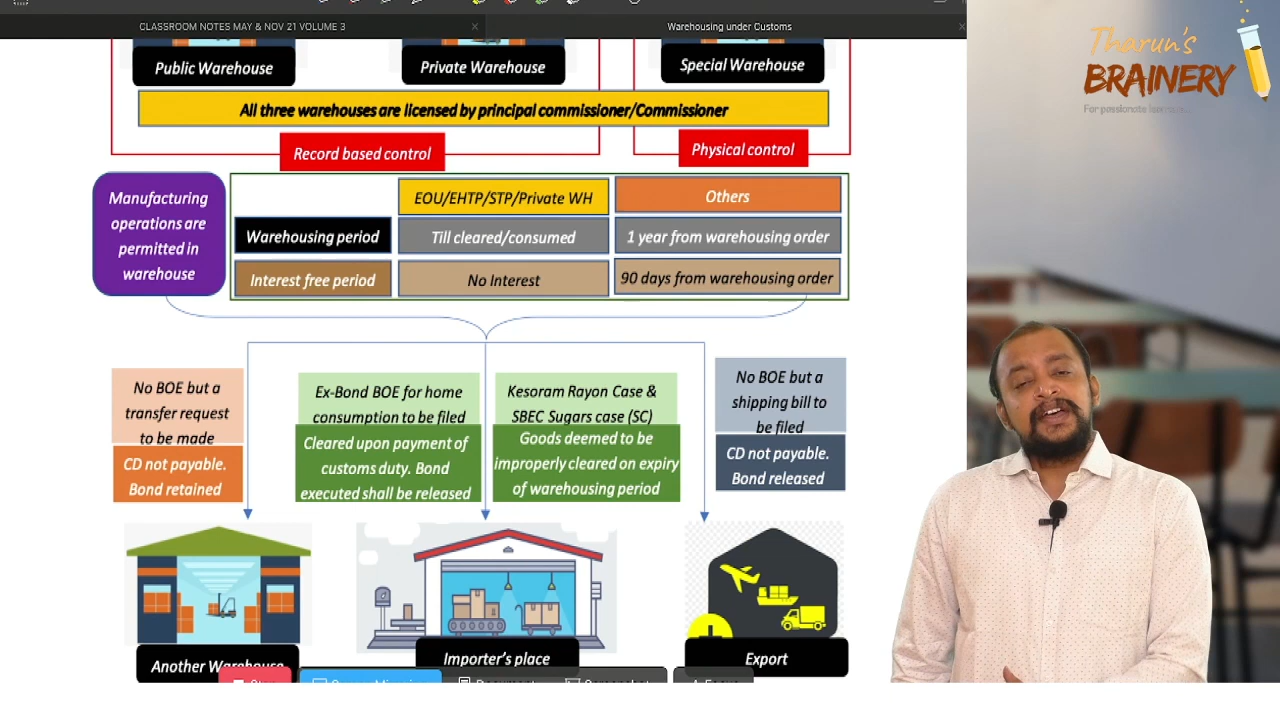 CLASSROOM NOTES MAY & NOV 21 VOLUME 3
Warehousing under Customs
Tharun's
BRAINERY
For passionate learners
Public Warehouse
Private Warehouse
Special Warehouse
All three warehouses are licensed by principal commissioner/Commissioner
Record based control
Physical control
Manufacturing
operations are
permitted in
warehouse
EOU/EHTP/STP/Private WH
Others
Warehousing period
Till cleared/consumed
1 year from warehousing order
Interest free period
No Interest
90 days from warehousing order
No BOE but a
transfer request
to be made
CD not payable.
Bond retained
Ex-Bond BOE for home
consumption to be filed
Cleared upon payment of
customs duty. Bond
executed shall be released
Kesoram Rayon Case &
SBEC Sugars case (SC)
Goods deemed to be
improperly cleared on expiry
of warehousing period
No BOE but a
shipping bill to
be filed
CD not payable.
Bond released
Another Warehouse
Importer's place
Export